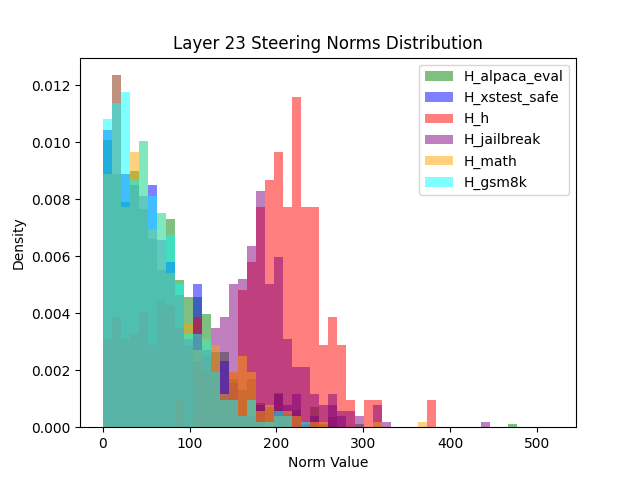 Layer 23 Steering Norms Distribution
H_alpaca_eval
H_xstest_safe
H_h
H_jailbreak
H_math
H_gsm8k
0.012
0.010
0.008
0.006
0.004
0.002
0.000
Density
0 100 200 300 400 500
Norm Value